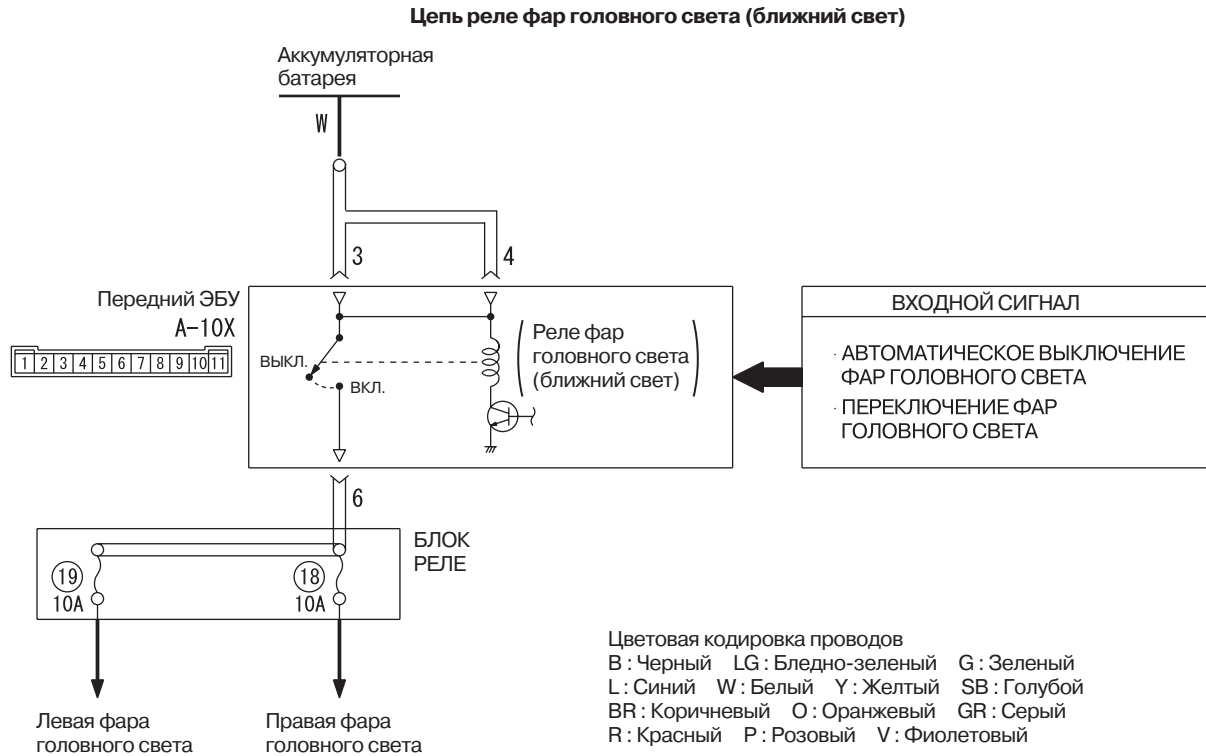 Цепь реле фар головного света (ближний свет)
Аккумуляторная
батарея
W
3
4
Передний ЭБУ
A-10X
1 2 3 4 5 6 7 8 9 10 11
ВЫКЛ.
ВКЛ.
Реле фар
головного света
(ближний свет)
ВХОДНОЙ СИГНАЛ
· АВТОМАТИЧЕСКОЕ ВЫКЛЮЧЕНИЕ
ФАР ГОЛОВНОГО СВЕТА
· ПЕРЕКЛЮЧЕНИЕ ФАР
ГОЛОВНОГО СВЕТА
6
БЛОК
РЕЛЕ
19
10A
18
10A
Левая фара
головного света
Правая фара
головного света
Цветовая кодировка проводов
B : Черный LG : Бледно-зеленый G : Зеленый
L : Синий W : Белый Y : Желтый SB : Голубой
BR : Коричневый O : Оранжевый GR : Серый
R : Красный P : Розовый V : Фиолетовый